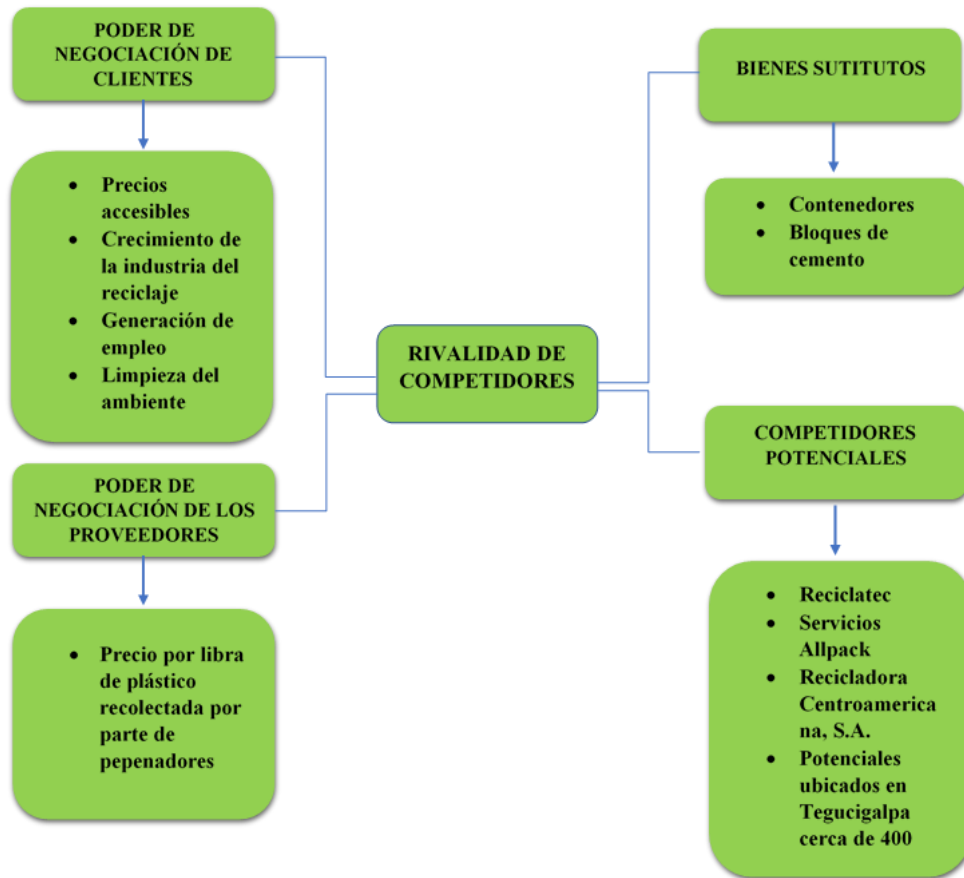 PODER DE
NEGOCIACIÓN DE
CLIENTES
• Precios
accesibles
• Crecimiento de
la industria del
reciclaje
• Generación de
empleo
• Limpieza del
ambiente
PODER DE
NEGOCIACIÓN DE LOS
PROVEEDORES
• Precio por libra
de plástico
recolectada por
parte de
pepenadores
RIVALIDAD DE
COMPETIDORES
BIENES SUTITUTOS
• Contenedores
• Bloques de
cemento
COMPETIDORES
POTENCIALES
• Reciclatec
• Servicios
Allpack
• Recicladora
Centroamerica
na, S.A.
• Potenciales
ubicados en
Tegucigalpa
cerca de 400